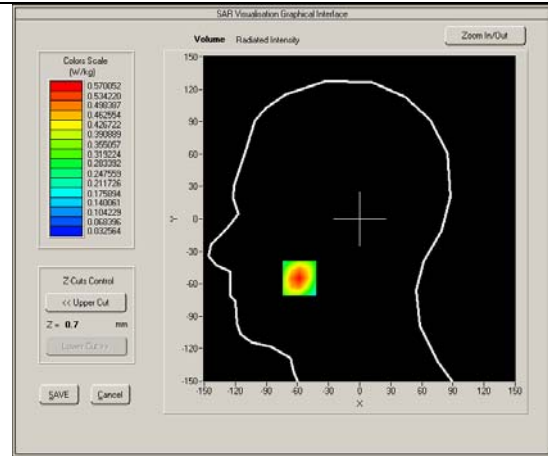 SAR Visualisation Graphical Interface
Volume Radiated Intensity
Zoom In/Out
Colors Scale
(W/kg)
0.570052
0.534220
0.498387
0.462554
0.426722
0.390889
0.355057
0.319224
0.283392
0.247559
0.211726
0.175894
0.140061
0.104229
0.068396
0.032564
Z Cuts Control
<< Upper Cut
Z = 0.7 mm
Lower Cut >>
SAVE
Cancel
150
120
90
60
30
0
-30
-60
-90
-120
-150
Y
-150 -120 -90 -60 -30 0 30 60 90 120 150
X